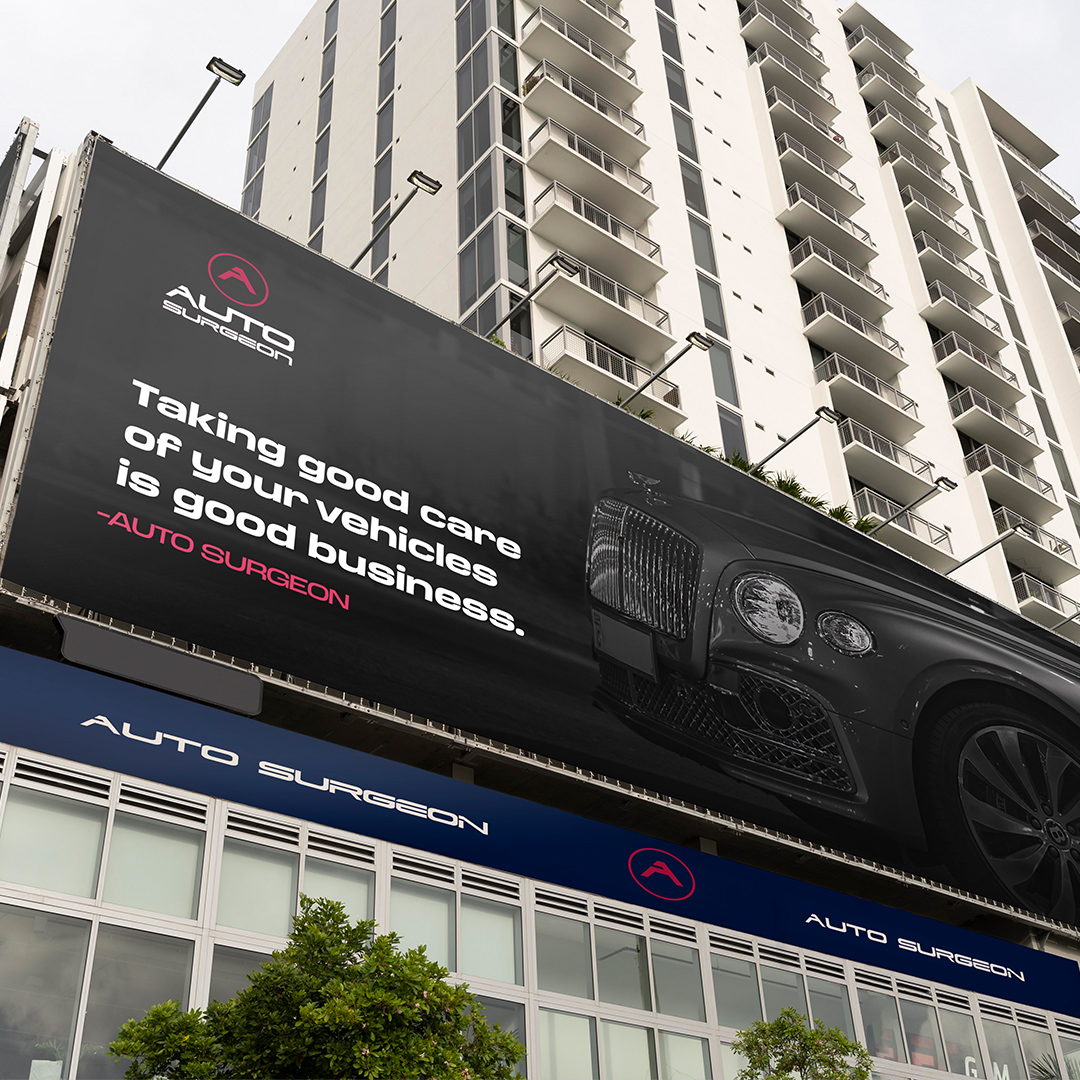 AUTO
SURGEON
Taking good care
of your vehicles
is good business.
-AUTO SURGEON
AUTO SURGEON
AUTO SURGEON
G M